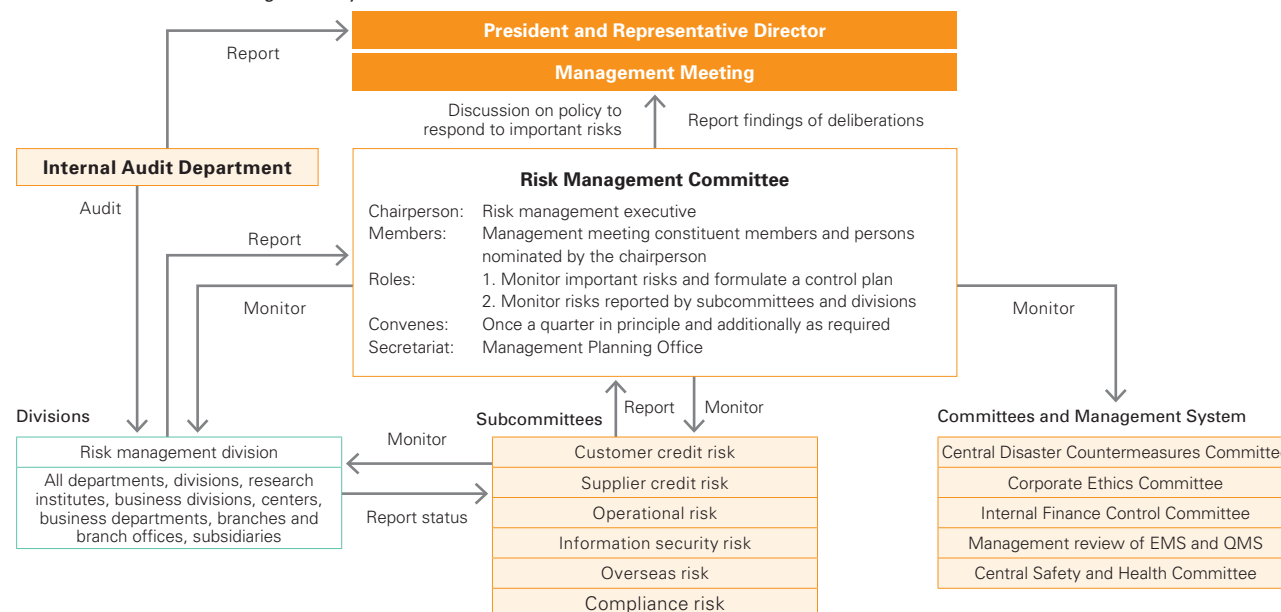 President and Representative Director
Report
Management Meeting
Discussion on policy to
respond to important risks
Report findings of deliberations
Internal Audit Department
Audit
Risk Management Committee
Chairperson: Risk management executive
Members: Management meeting constituent members and persons
nominated by the chairperson
Roles: 1. Monitor important risks and formulate a control plan
2. Monitor risks reported by subcommittees and divisions
Convenes: Once a quarter in principle and additionally as required
Secretariat: Management Planning Office
Report
Monitor
Monitor
Divisions
Risk management division
All departments, divisions, research
institutes, business divisions, centers,
business departments, branches and
branch offices, subsidiaries
Monitor
Report status
Subcommittees
Report
Monitor
Customer credit risk
Supplier credit risk
Operational risk
Information security risk
Overseas risk
Compliance risk
Committees and Management System
Central Disaster Countermeasures Committe
Corporate Ethics Committee
Internal Finance Control Committee
Management review of EMS and QMS
Central Safety and Health Committee